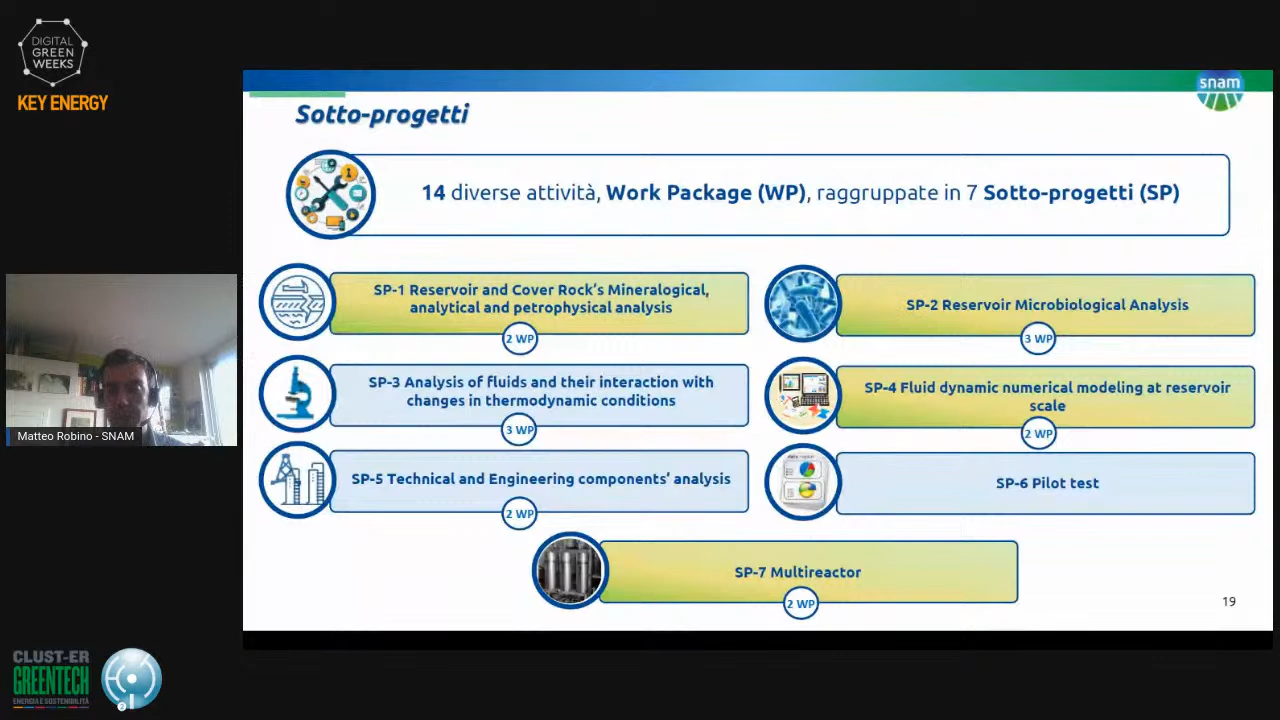 DIGITAL
GREEN
WEEKS
KEY ENERGY
snam
Sotto-progetti
14 diverse attività, Work Package (WP), raggruppate in 7 Sotto-progetti (SP)
SP-1 Reservoir and Cover Rock's Mineralogical,
analytical and petrophysical analysis
2 WP
SP-2 Reservoir Microbiological Analysis
3 WP
SP-3 Analysis of fluids and their interaction with
changes in thermodynamic conditions
3 WP
SP-4 Fluid dynamic numerical modeling at reservoir
scale
2 WP
SP-5 Technical and Engineering components' analysis
2 WP
SP-6 Pilot test
SP-7 Multireactor
2 WP
19
Matteo Robino - SNAM
CLUST-ER
GREENTECH
ENERGIA E SOSTENIBILITÀ
2